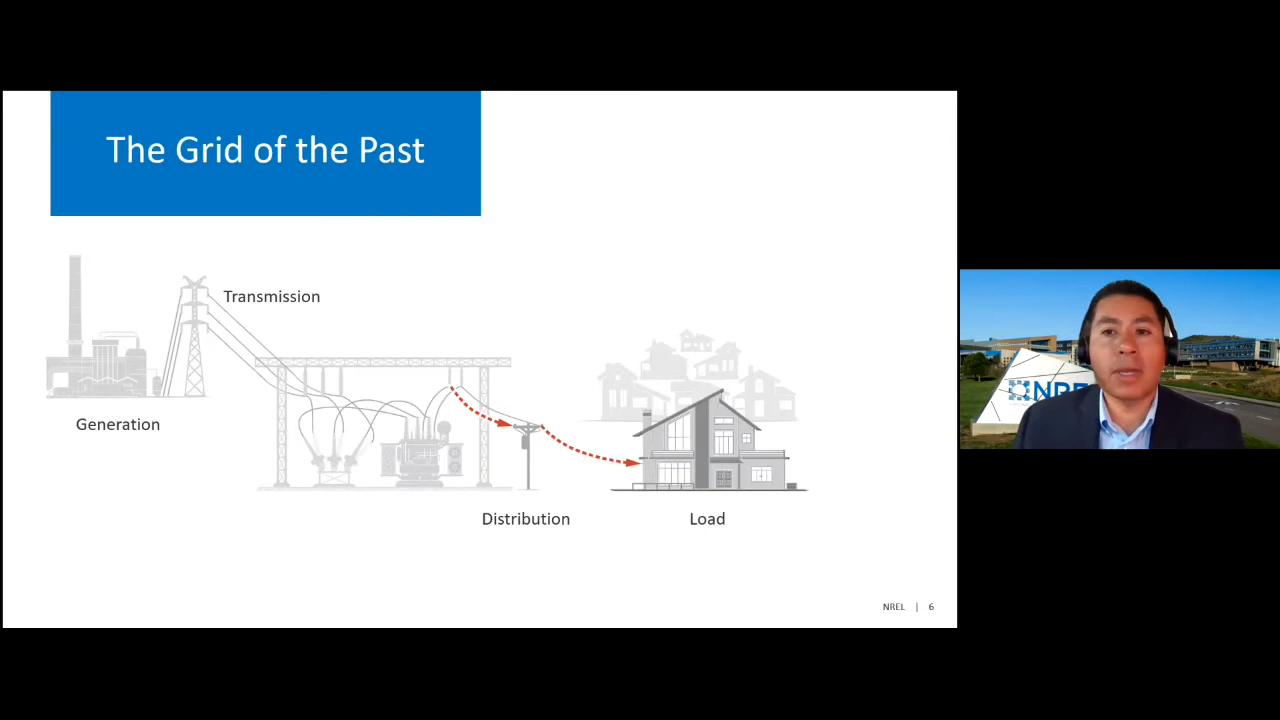 The Grid of the Past
Transmission
Generation
Distribution
Load
NREL | 6